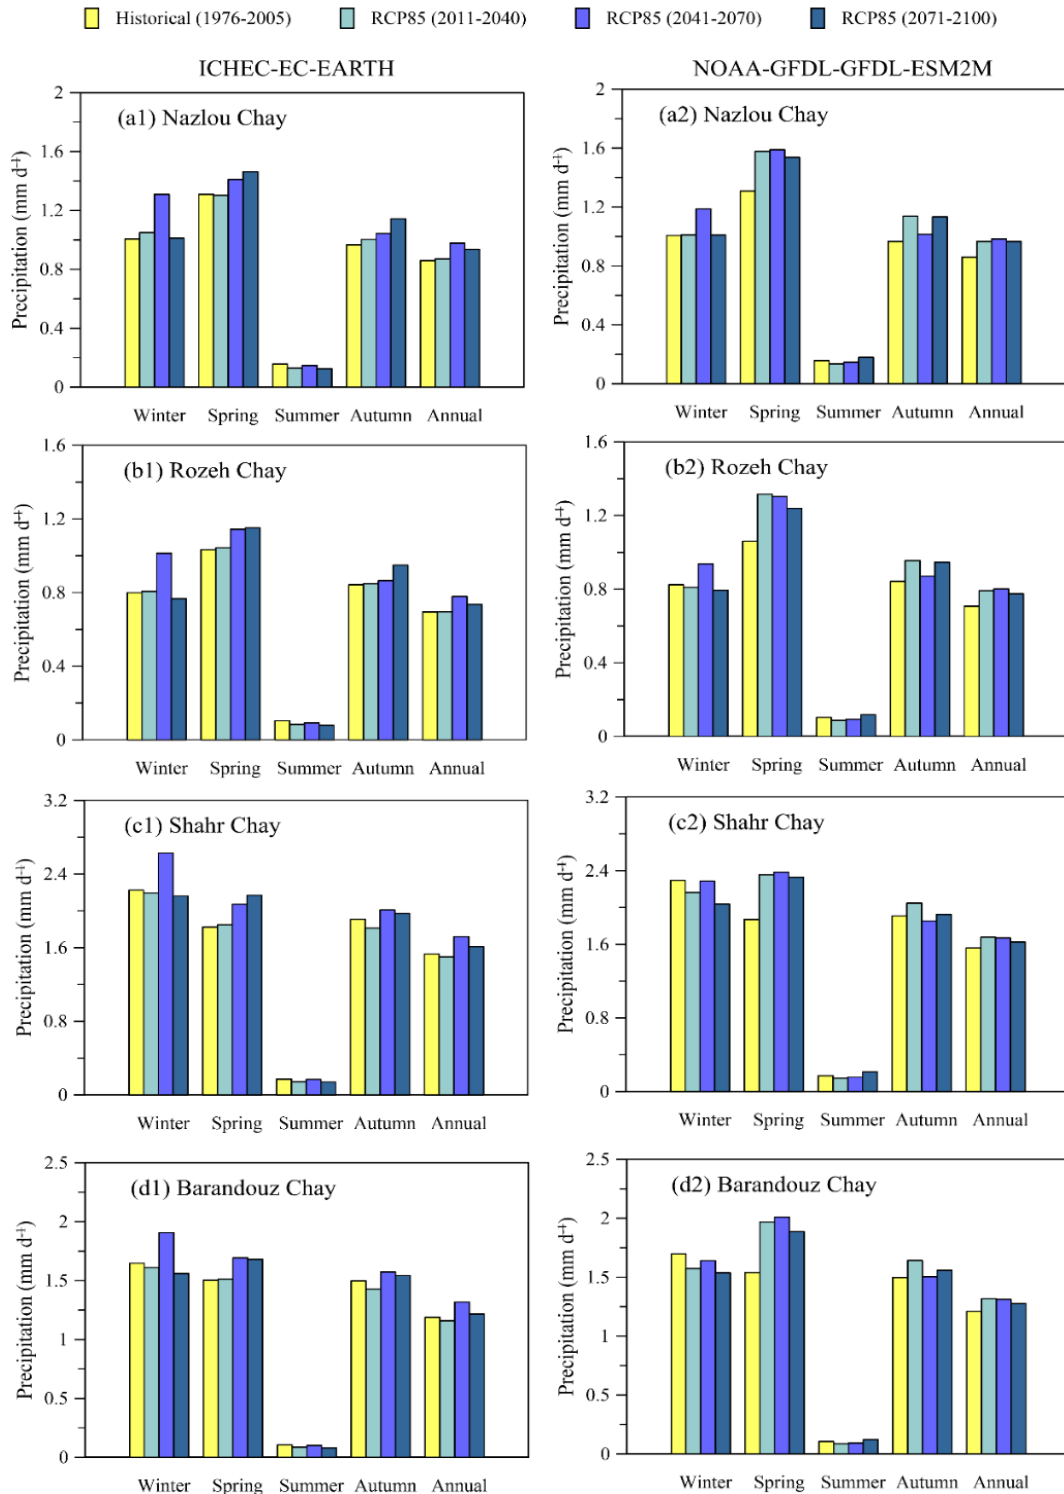 Historical (1976-2005) RCP85 (2011-2040) RCP85 (2041-2070) RCP85 (2071-2100)
ICHEC-EC-EARTH NOAA-GFDL-GFDL-ESM2M
(a1) Nazlou Chay
Precipitation (mm d⁻¹)
2
1.6
1.2
0.8
0.4
0
Winter Spring Summer Autumn Annual
(a2) Nazlou Chay
Precipitation (mm d⁻¹)
2
1.6
1.2
0.8
0.4
0
Winter Spring Summer Autumn Annual
(b1) Rozeh Chay
Precipitation (mm d⁻¹)
1.6
1.2
0.8
0.4
0
Winter Spring Summer Autumn Annual
(b2) Rozeh Chay
Precipitation (mm d⁻¹)
1.6
1.2
0.8
0.4
0
Winter Spring Summer Autumn Annual
(c1) Shahr Chay
Precipitation (mm d⁻¹)
3.2
2.4
1.6
0.8
0
Winter Spring Summer Autumn Annual
(c2) Shahr Chay
Precipitation (mm d⁻¹)
3.2
2.4
1.6
0.8
0
Winter Spring Summer Autumn Annual
(d1) Barandouz Chay
Precipitation (mm d⁻¹)
2.5
2
1.5
1
0.5
0
Winter Spring Summer Autumn Annual
(d2) Barandouz Chay
Precipitation (mm d⁻¹)
2.5
2
1.5
1
0.5
0
Winter Spring Summer Autumn Annual